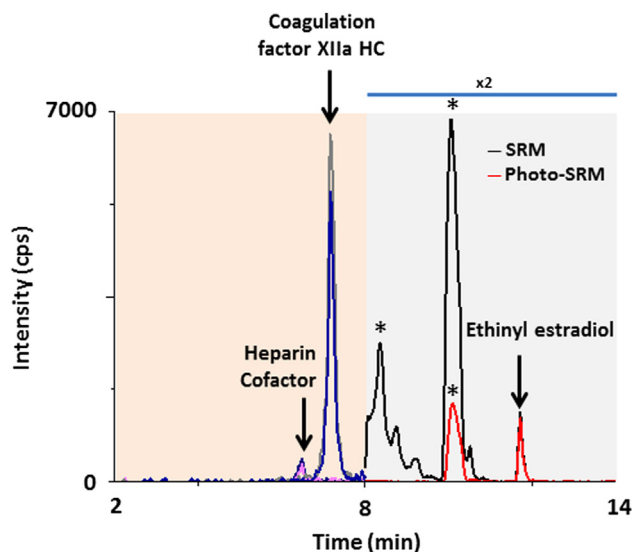 Coagulation
factor XIIa HC
x2
7000
*
SRM
Photo-SRM
*
Heparin
Cofactor
Ethinyl estradiol
*
Intensity (cps)
0
2
8
14
Time (min)